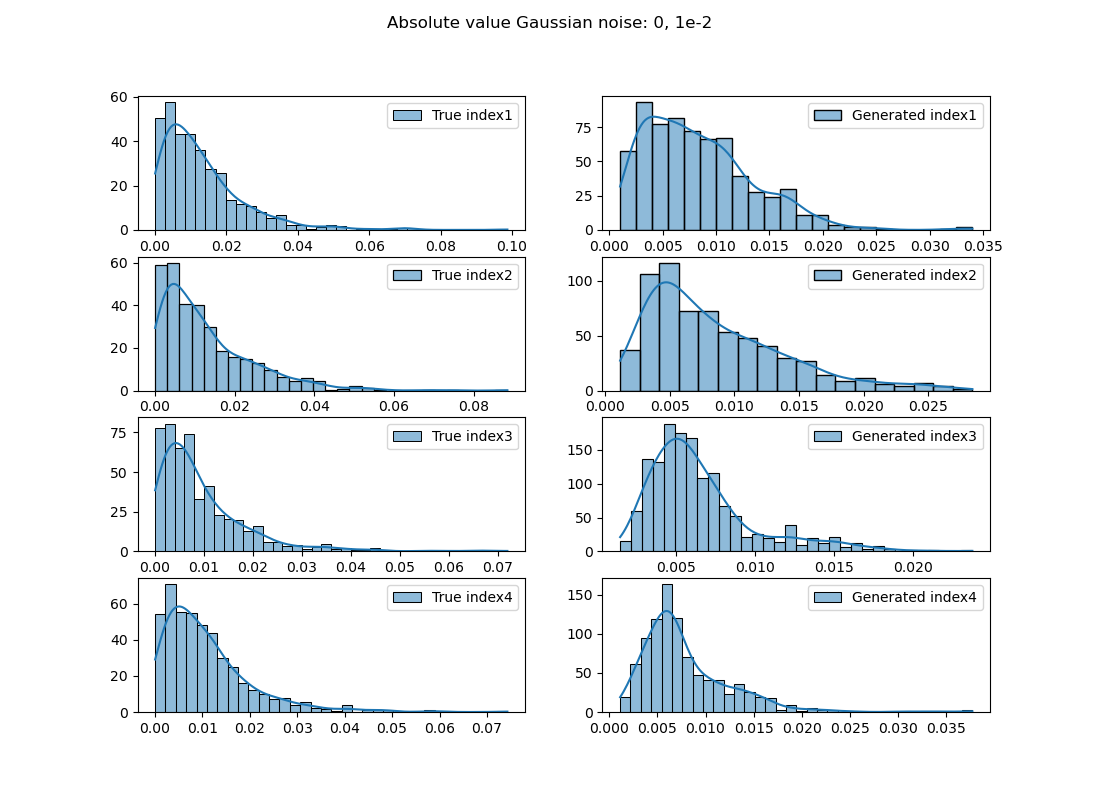 Absolute value Gaussian noise: 0, 1e-2
60
40
20
0
True index1
0.00 0.02 0.04 0.06 0.08 0.10
75
50
25
0
Generated index1
0.000 0.005 0.010 0.015 0.020 0.025 0.030 0.035
60
40
20
0
True index2
0.00 0.02 0.04 0.06 0.08
100
50
0
Generated index2
0.000 0.005 0.010 0.015 0.020 0.025
75
50
25
0
True index3
0.00 0.01 0.02 0.03 0.04 0.05 0.06 0.07
150
100
50
0
Generated index3
0.005 0.010 0.015 0.020
60
40
20
0
True index4
0.00 0.01 0.02 0.03 0.04 0.05 0.06 0.07
150
100
50
0
Generated index4
0.000 0.005 0.010 0.015 0.020 0.025 0.030 0.035